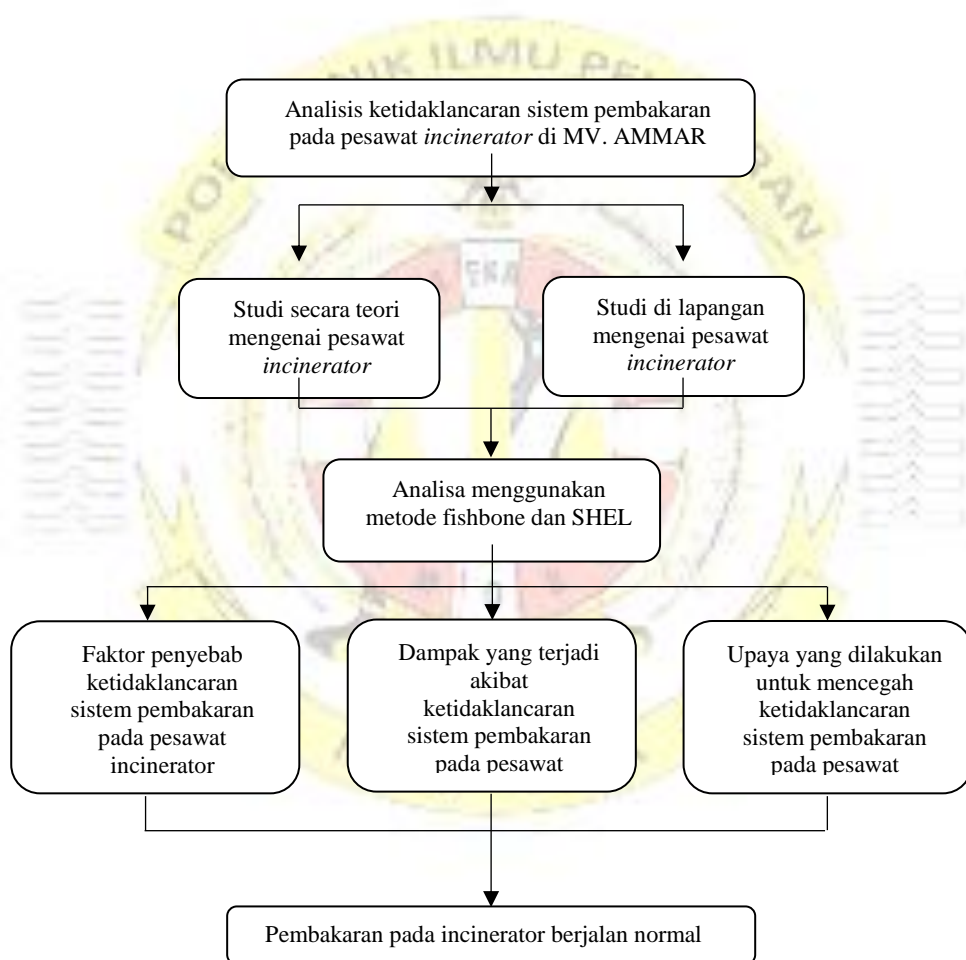 POLITEKNIK ILMU PELAYARAN
Analisis ketidaklancaran sistem pembakaran
pada pesawat incinerator di MV. AMMAR
Studi secara teori
mengenai pesawat
incinerator
Studi di lapangan
mengenai pesawat
incinerator
Analisa menggunakan
metode fishbone dan SHEL
Faktor penyebab
ketidaklancaran
sistem pembakaran
pada pesawat
incinerator
Dampak yang terjadi
akibat
ketidaklancaran
sistem pembakaran
pada pesawat
Upaya yang dilakukan
untuk mencegah
ketidaklancaran
sistem pembakaran
pada pesawat
Pembakaran pada incinerator berjalan normal